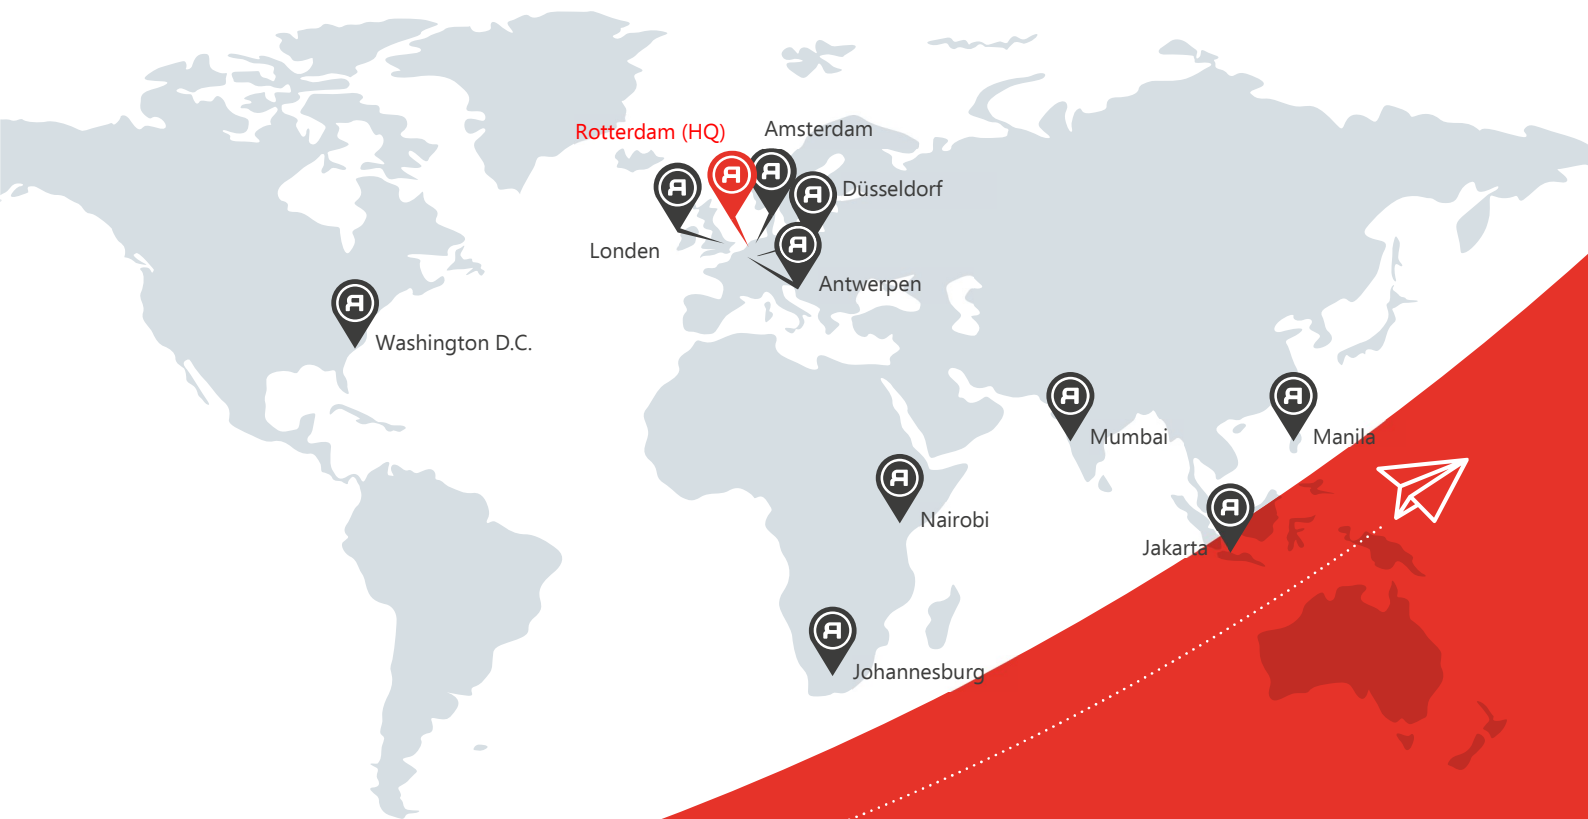 Rotterdam (HQ)
Amsterdam
Düsseldorf
Londen
Antwerpen
Washington D.C.
Mumbai
Manila
Nairobi
Jakarta
Johannesburg